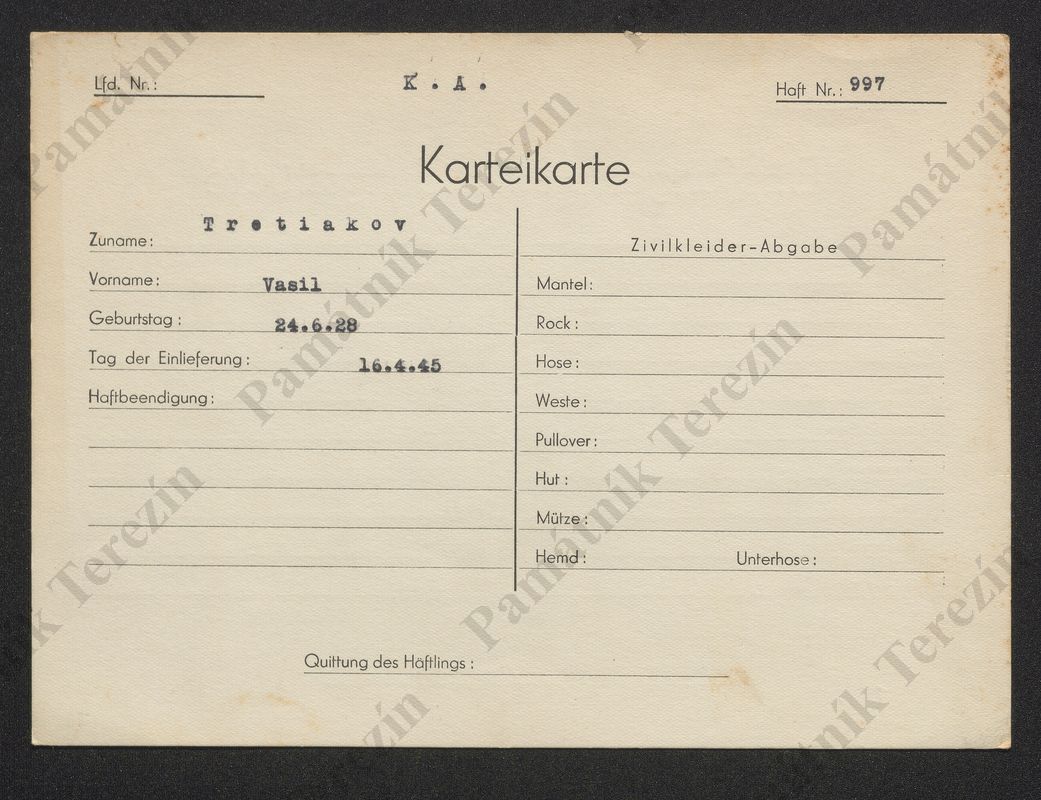 Lfd. Nr.:
K. A.
Haft Nr.: 997
Karteikarte
Zuname: Tretiakov
Vorname: Vasil
Geburtstag: 24.6.28
Tag der Einlieferung: 16.4.45
Haftbeendigung:
Zivilkleider-Abgabe
Mantel:
Rock:
Hose:
Weste:
Pullover:
Hut:
Mütze:
Hemd: Unterhose:
Quittung des Häftlings:
Památník Terezín